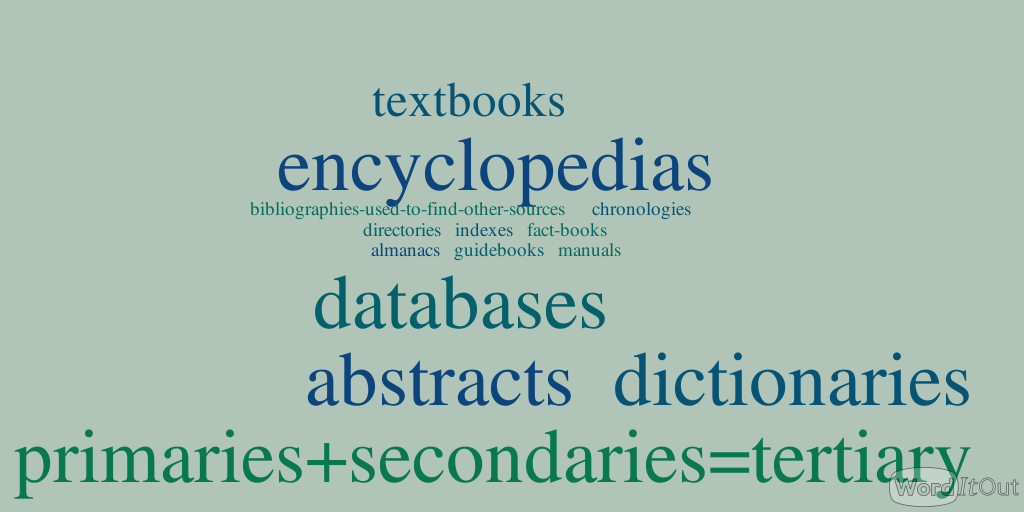 textbooks
encyclopedias
bibliographies-used-to-find-other-sources chronologies
directories indexes fact-books
almanacs guidebooks manuals
databases
abstracts dictionaries
primaries+secondaries=tertiary
WordItOut